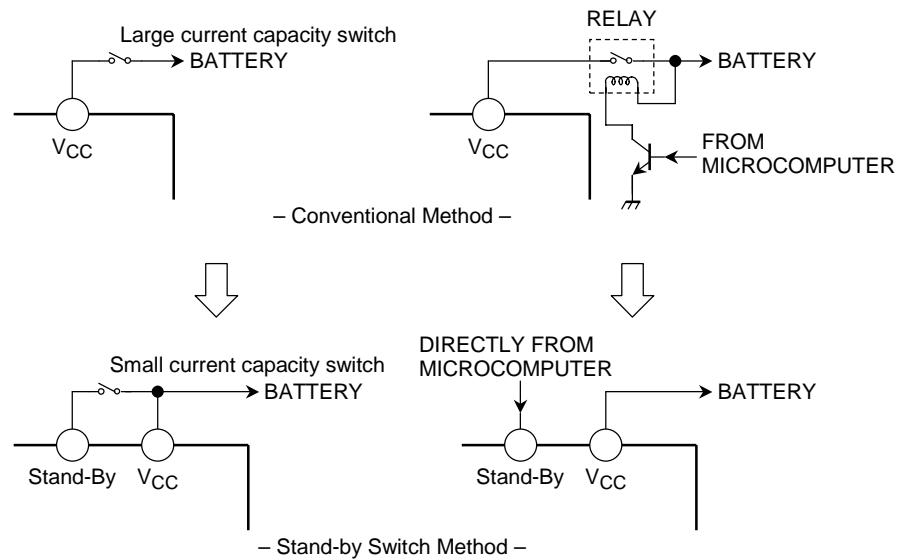 Large current capacity switch
BATTERY
VCC
RELAY
BATTERY
VCC
FROM
MICROCOMPUTER
– Conventional Method –
Small current capacity switch
BATTERY
Stand-By
VCC
DIRECTLY FROM
MICROCOMPUTER
BATTERY
Stand-By
VCC
– Stand-by Switch Method –